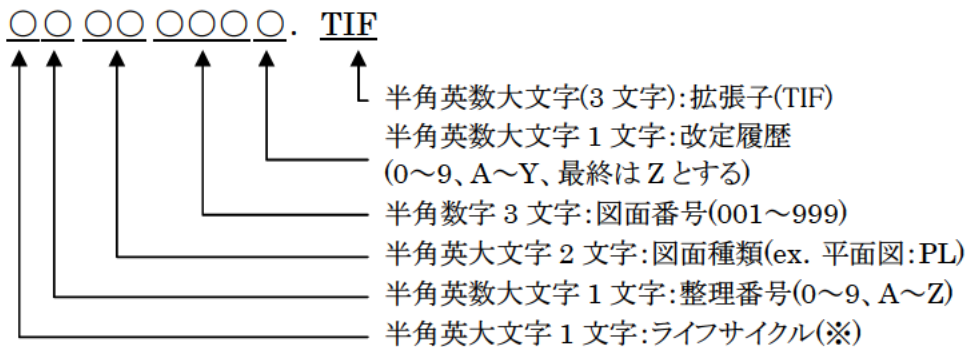 ○○ ○○ ○○○○. TIF
半角英数大文字(3 文字):拡張子(TIF)
半角英数大文字 1 文字:改定履歴
(0～9、A～Y、最終は Z とする)
半角数字 3 文字:図面番号(001～999)
半角英大文字 2 文字:図面種類(ex. 平面図:PL)
半角英数大文字 1 文字:整理番号(0～9、A～Z)
半角英大文字 1 文字:ライフサイクル(※)